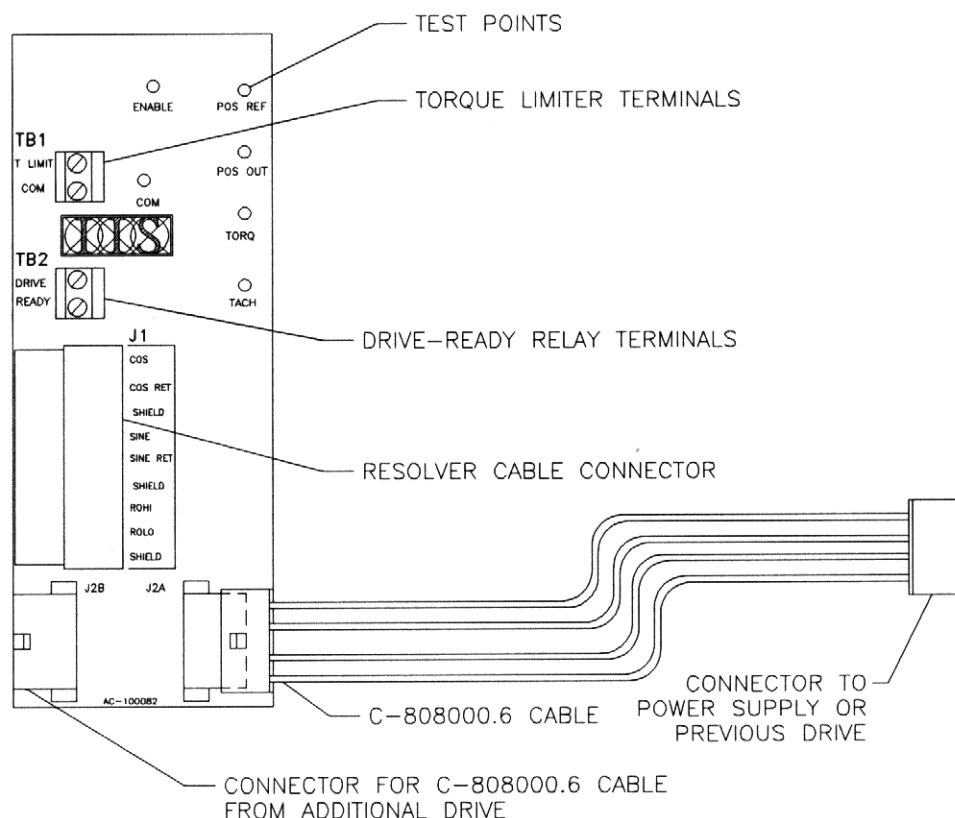 TEST POINTS
ENABLE
POS REF
TORQUE LIMITER TERMINALS
TB1
T LIMIT
COM
POS OUT
COM
IIS
TORQ
TB2
DRIVE
READY
TACH
DRIVE-READY RELAY TERMINALS
J1
COS
COS RET
SHIELD
SINE
SINE RET
SHIELD
ROHI
ROLO
SHIELD
RESOLVER CABLE CONNECTOR
J2B
J2A
AC-100082
C-808000.6 CABLE
CONNECTOR TO
POWER SUPPLY OR
PREVIOUS DRIVE
CONNECTOR FOR C-808000.6 CABLE
FROM ADDITIONAL DRIVE